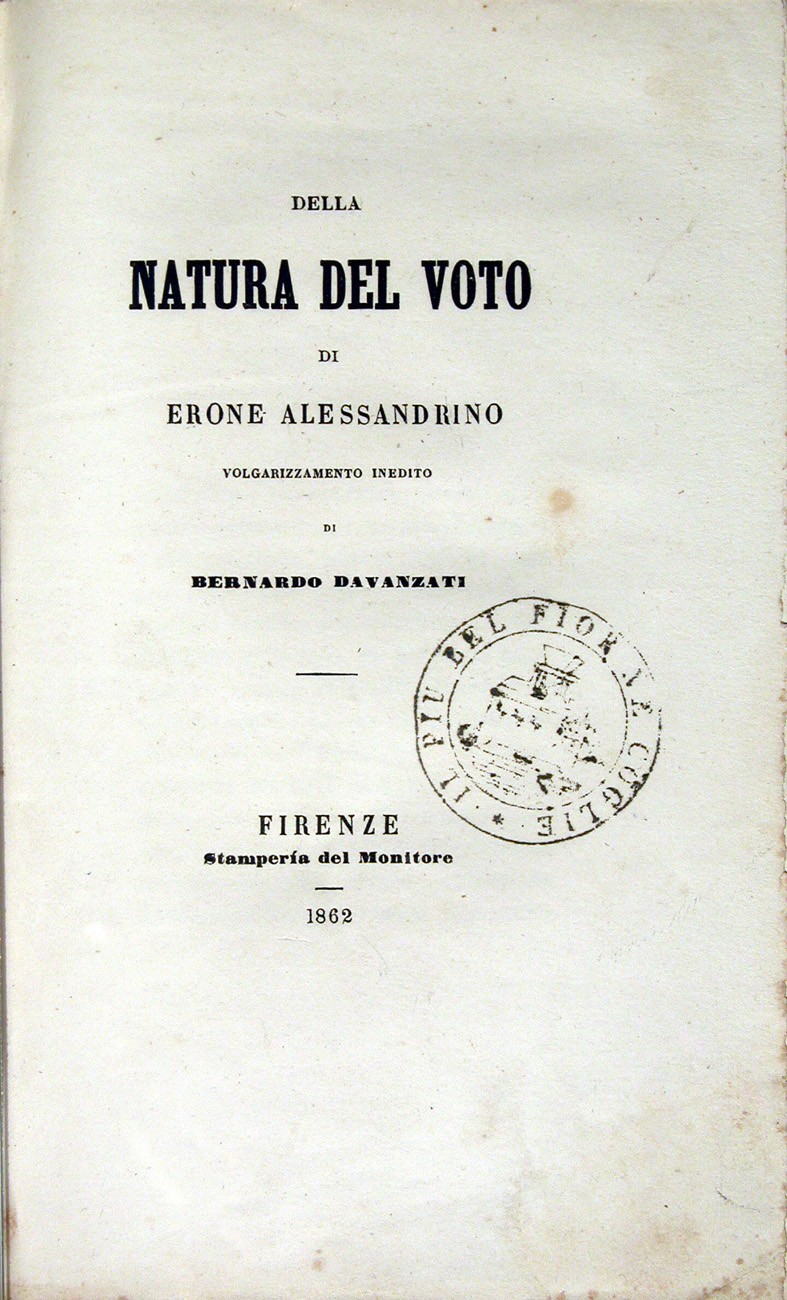 DELLA
NATURA DEL VOTO
DI
ERONE ALESSANDRINO
VOLGARIZZAMENTO INEDITO
DI
BERNARDO DAVANZATI
IL PIU BEL FIOR NE COGLIE
FIRENZE
Stampería del Monitore
1862